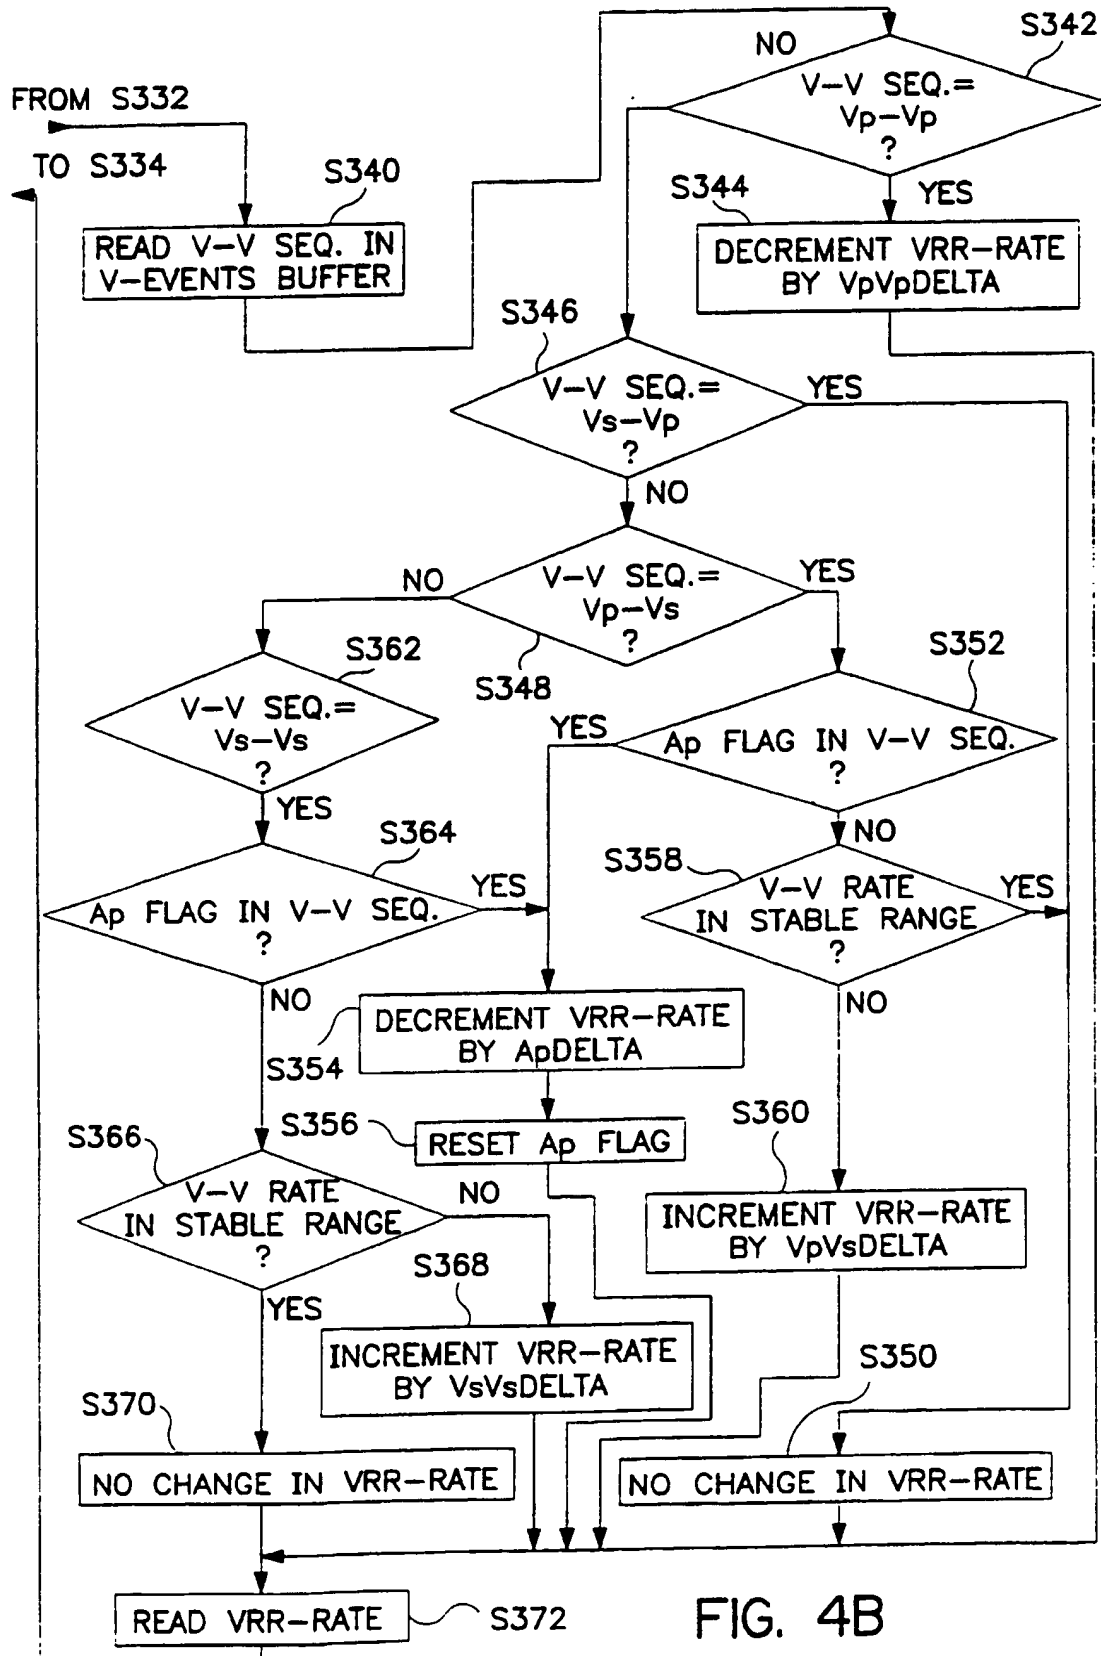 S342
NO
V-V SEQ.=
Vp-Vp
?
FROM S332
TO S334
S340
READ V-V SEQ. IN
V-EVENTS BUFFER
S344
YES
DECREMENT VRR-RATE
BY VpVpDELTA
S346
V-V SEQ.=
Vs-Vp
?
YES
NO
V-V SEQ.=
Vp-Vs
?
NO
YES
S348
S362
V-V SEQ.=
Vs-Vs
?
YES
S352
YES
Ap FLAG IN V-V SEQ.
?
NO
S364
Ap FLAG IN V-V SEQ.
?
YES
NO
S358
V-V RATE
IN STABLE RANGE
?
YES
NO
DECREMENT VRR-RATE
BY ApDELTA
S354
S356
RESET Ap FLAG
S366
V-V RATE
IN STABLE RANGE
?
NO
YES
S360
INCREMENT VRR-RATE
BY VpVsDELTA
S368
INCREMENT VRR-RATE
BY VsVsDELTA
S350
S370
NO CHANGE IN VRR-RATE
NO CHANGE IN VRR-RATE
READ VRR-RATE
S372
FIG. 4B